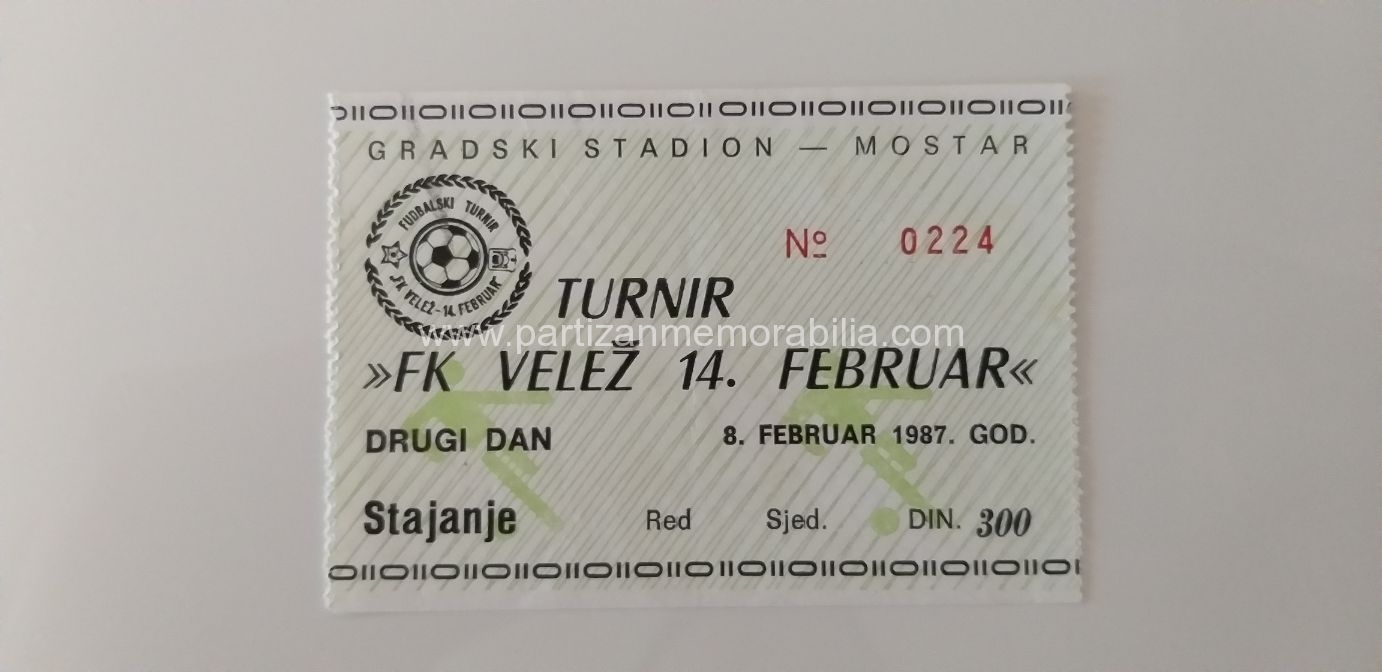 GRADSKI STADION — MOSTAR
FUDBALSKI TURNIR
"FK VELEŽ-14. FEBRUAR"
Nº 0224
TURNIR
www.partizanmemorabilia.com
»FK VELEŽ 14. FEBRUAR«
DRUGI DAN 8. FEBRUAR 1987. GOD.
Stajanje Red Sjed. DIN. 300